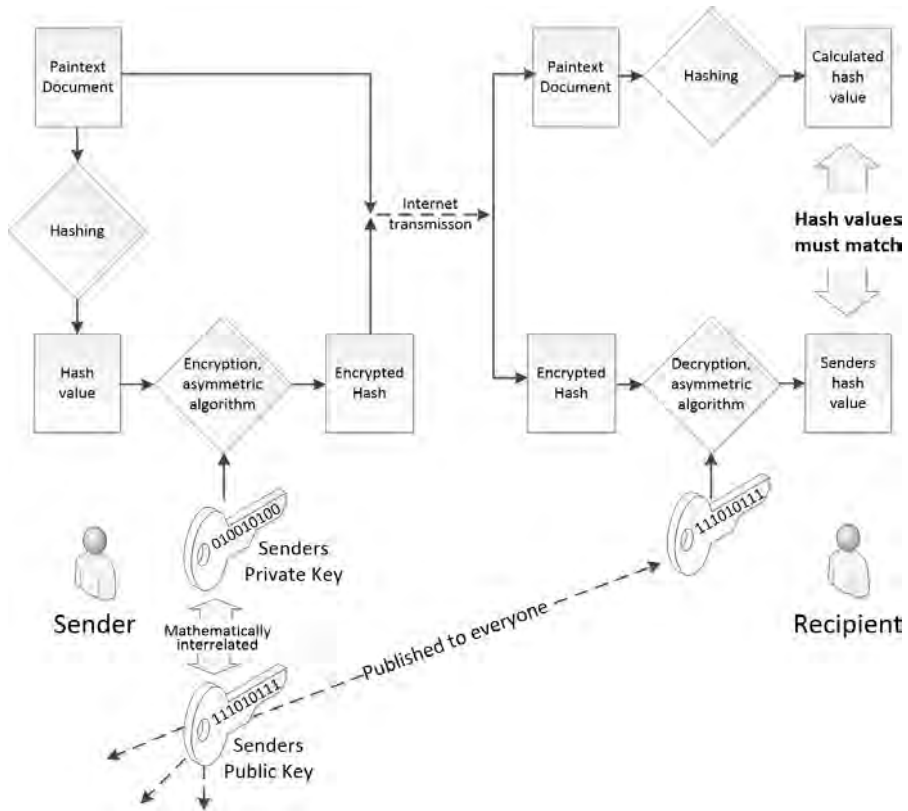 Paintext
Document
Hashing
Hash
value
Encryption,
asymmetric
algorithm
Encrypted
Hash
Internet
transmisson
Paintext
Document
Hashing
Calculated
hash
value
Hash values
must match
Encrypted
Hash
Decryption,
asymmetric
algorithm
Senders
hash
value
010010100
Senders
Private Key
Sender
Mathematically
interrelated
111010111
Senders
Public Key
Published to everyone
111010111
Recipient